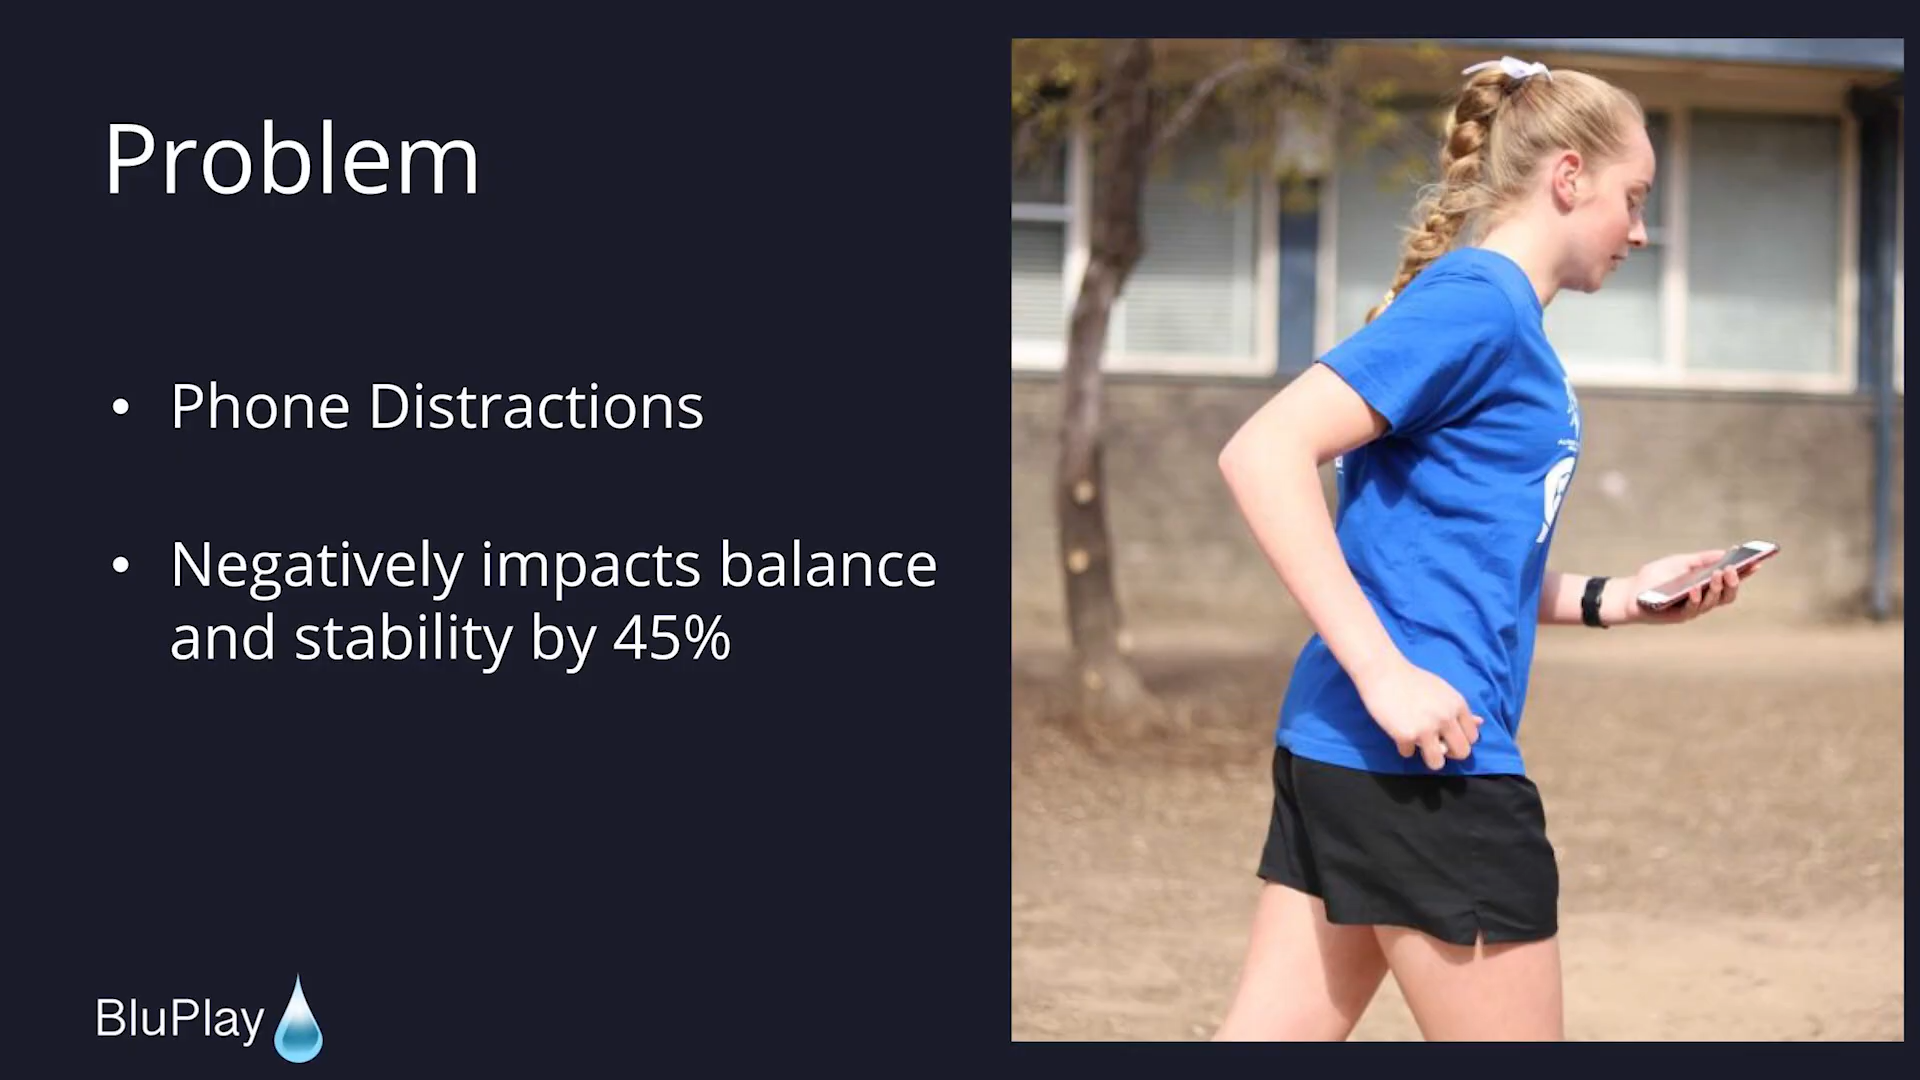 Problem
• Phone Distractions
• Negatively impacts balance
and stability by 45%
BluPlay